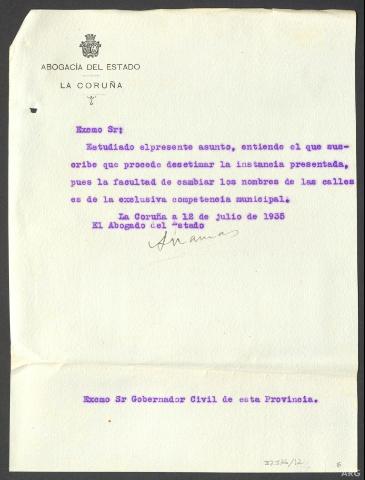 ABOGACÍA DEL ESTADO
LA CORUÑA
Excmo Sr:
Estudiado elpresente asunto, entiende el que sus-
cribe que procede desetimar la instancia presentada,
pues la facultad de cambiar los nombres de las calles
es de la exclusiva competencia municipal.
La Coruña a 12 de julio de 1935
El Abogado del Estado
Excmo Sr Gobernador Civil de esta Provincia.
ARG